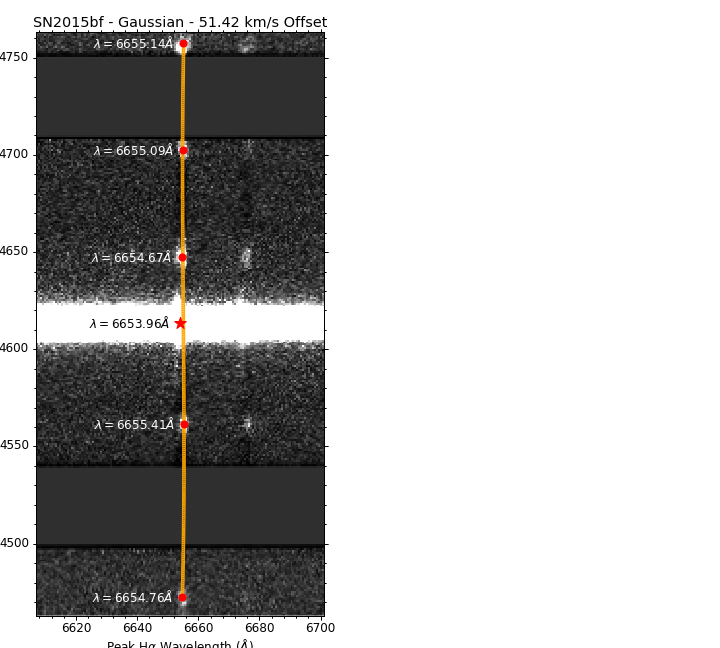 SN2015bf - Gaussian - 51.42 km/s Offset
λ = 6655.14Å
4750
4700
λ = 6655.09Å
4650
λ = 6654.67Å
λ = 6653.96Å
4600
λ = 6655.41Å
4550
4500
λ = 6654.76Å
6620 6640 6660 6680 6700
Peak Hα Wavelength (Å)